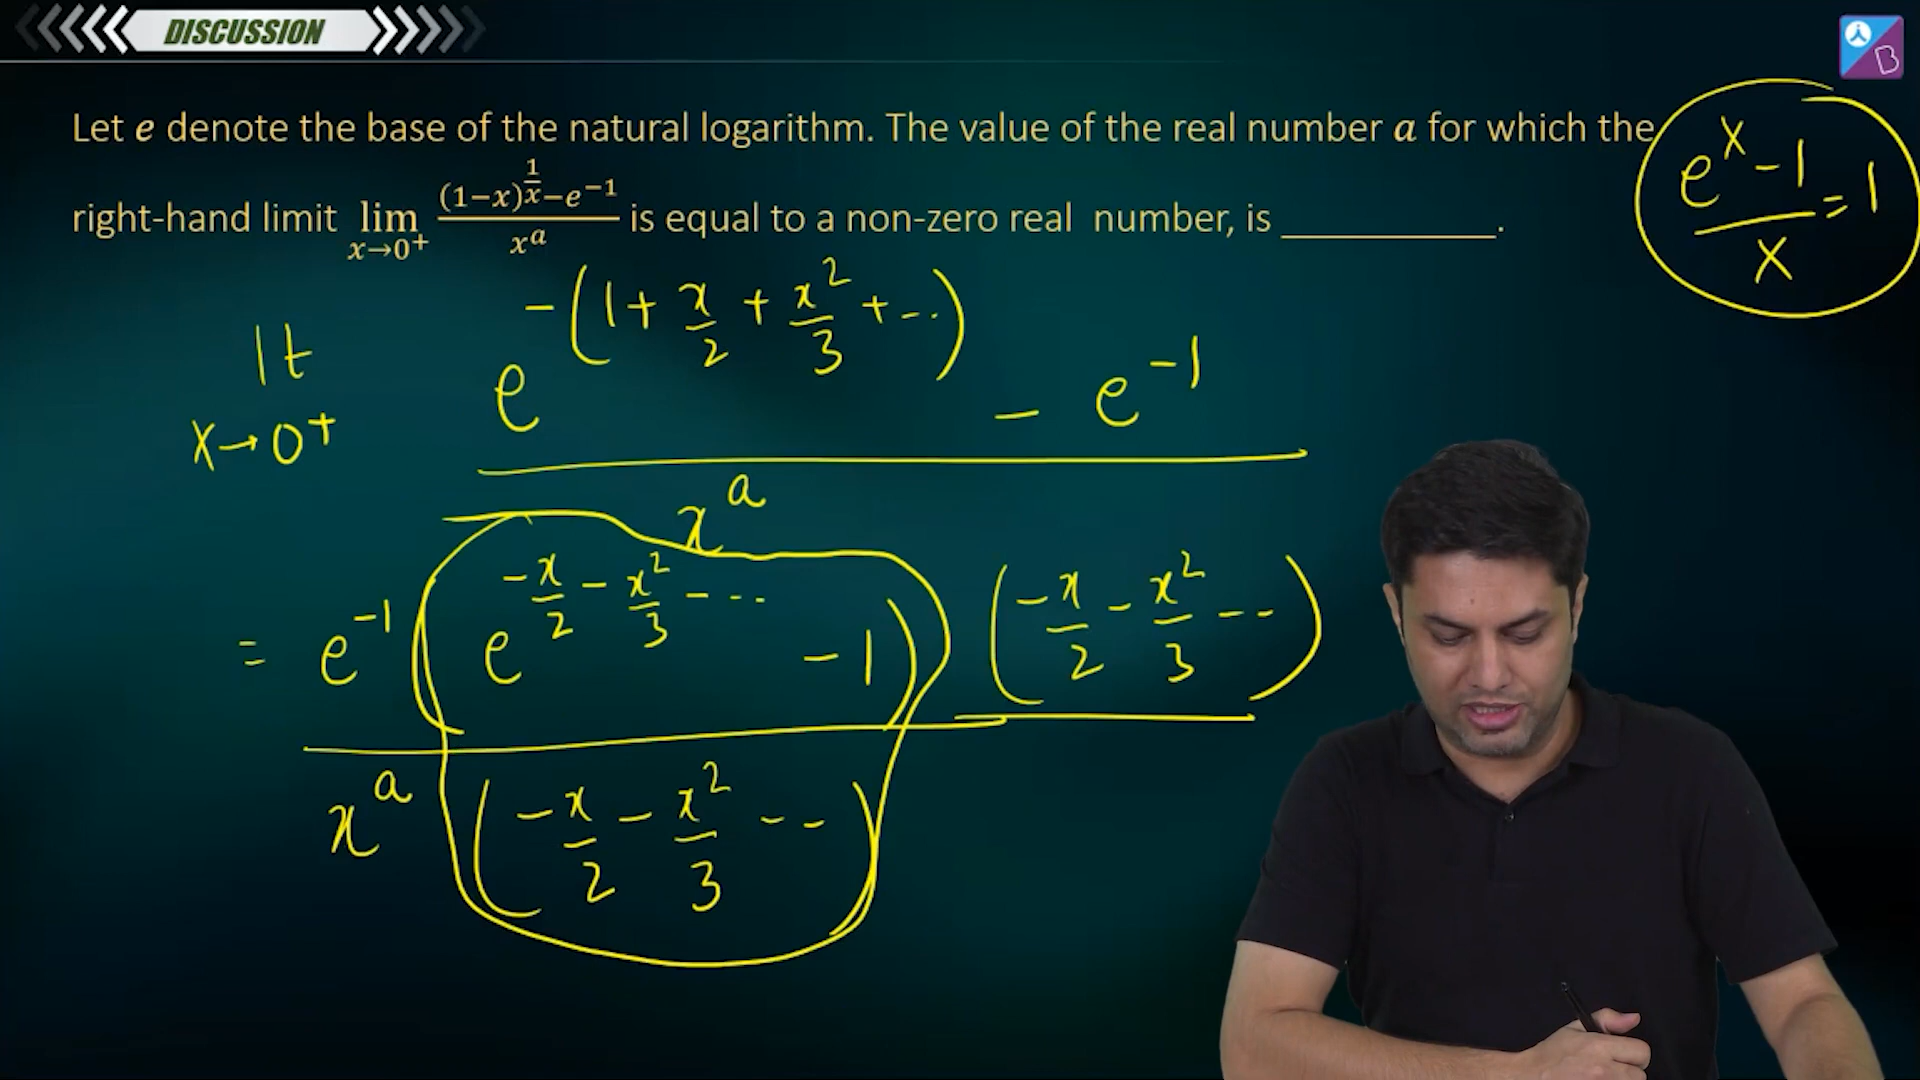 DISCUSSION
B
Let e denote the base of the natural logarithm. The value of the real number a for which the
right-hand limit lim x→0⁺ ((1−x)^(1/x) − e⁻¹)/x^a is equal to a non-zero real number, is ___________.
(e^x − 1)/x = 1
lt x→0⁺ (e^(−(1 + x/2 + x²/3 + ...)) − e⁻¹)/x^a
= e⁻¹ (e^(−x/2 − x²/3 − ...) − 1) (−x/2 − x²/3 − −)
x^a (−x/2 − x²/3 − −)